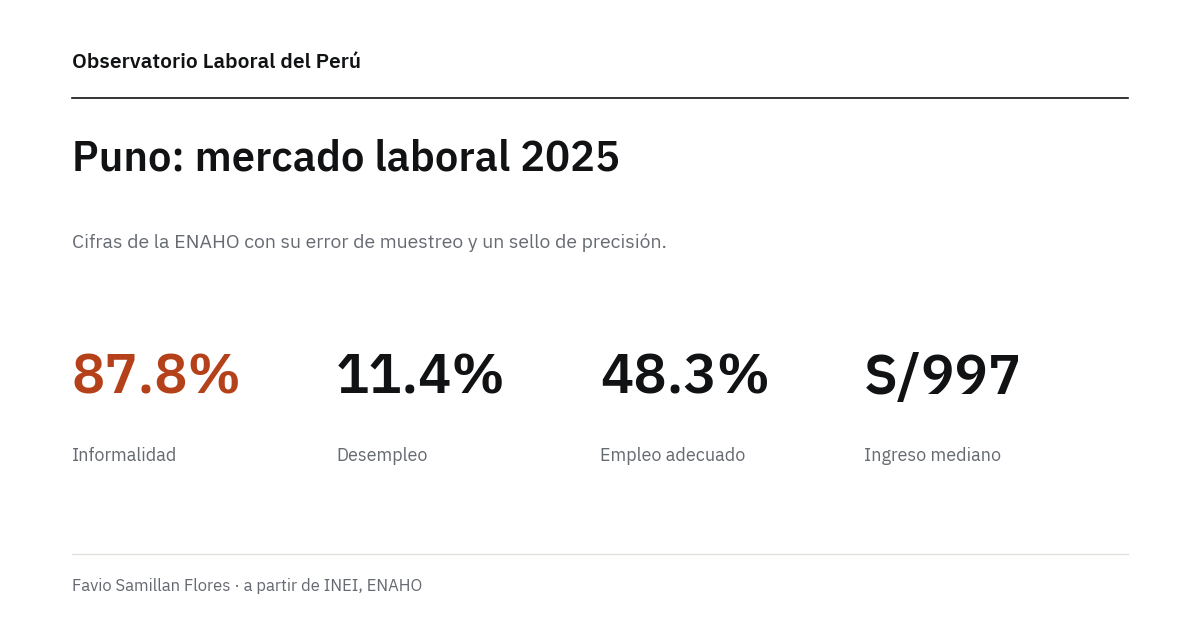 Observatorio Laboral del Perú
Puno: mercado laboral 2025
Cifras de la ENAHO con su error de muestreo y un sello de precisión.
87.8% 11.4% 48.3% S/997
Informalidad Desempleo Empleo adecuado Ingreso mediano
Favio Samillan Flores · a partir de INEI, ENAHO